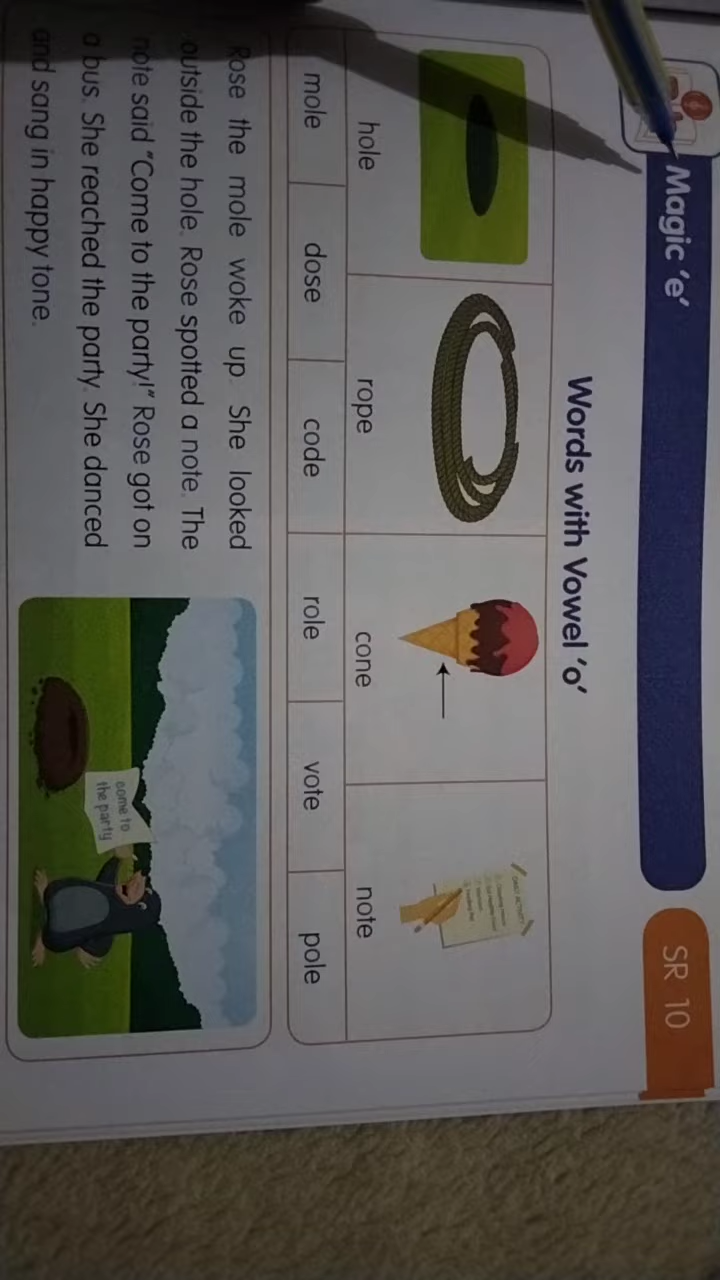 Magic 'e'
SR 10
Words with Vowel 'o'
hole rope cone note
mole dose code role vote pole
Rose the mole woke up. She looked
outside the hole. Rose spotted a note. The
note said "Come to the party!" Rose got on
a bus. She reached the party. She danced
and sang in happy tone.
come to
the party